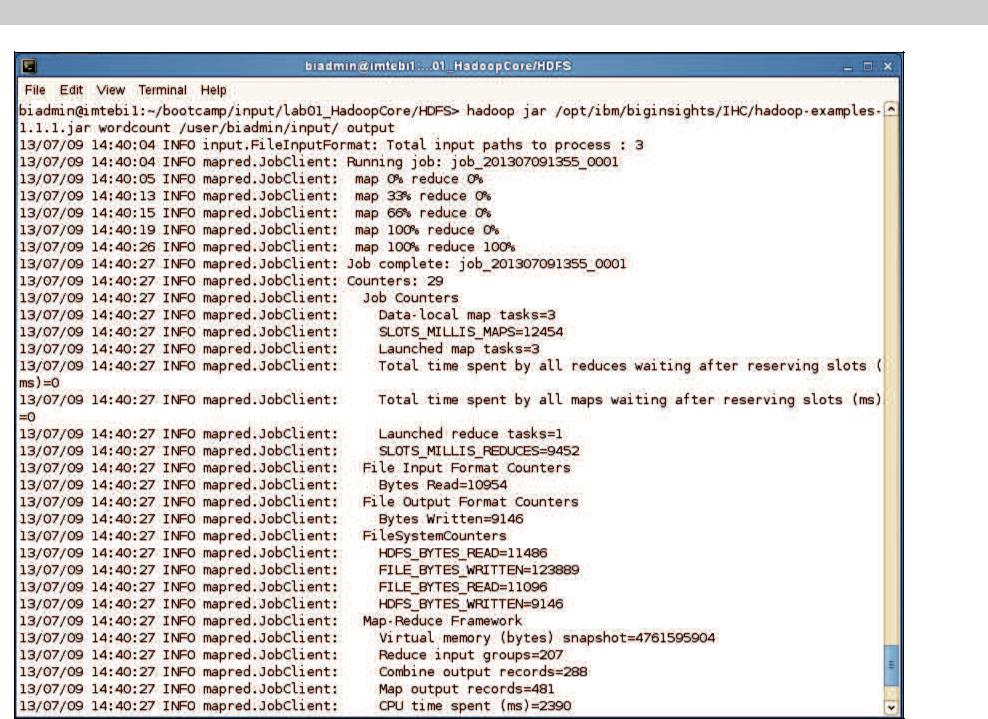 biadmin@imtebi1:...01_HadoopCore/HDFS
File Edit View Terminal Help
biadmin@imtebi1:~/bootcamp/input/lab01_HadoopCore/HDFS> hadoop jar /opt/ibm/biginsights/IHC/hadoop-examples-
1.1.1.jar wordcount /user/biadmin/input/ output
13/07/09 14:40:04 INFO input.FileInputFormat: Total input paths to process : 3
13/07/09 14:40:04 INFO mapred.JobClient: Running job: job_201307091355_0001
13/07/09 14:40:05 INFO mapred.JobClient:  map 0% reduce 0%
13/07/09 14:40:13 INFO mapred.JobClient:  map 33% reduce 0%
13/07/09 14:40:15 INFO mapred.JobClient:  map 66% reduce 0%
13/07/09 14:40:19 INFO mapred.JobClient:  map 100% reduce 0%
13/07/09 14:40:26 INFO mapred.JobClient:  map 100% reduce 100%
13/07/09 14:40:27 INFO mapred.JobClient: Job complete: job_201307091355_0001
13/07/09 14:40:27 INFO mapred.JobClient: Counters: 29
13/07/09 14:40:27 INFO mapred.JobClient:   Job Counters
13/07/09 14:40:27 INFO mapred.JobClient:     Data-local map tasks=3
13/07/09 14:40:27 INFO mapred.JobClient:     SLOTS_MILLIS_MAPS=12454
13/07/09 14:40:27 INFO mapred.JobClient:     Launched map tasks=3
13/07/09 14:40:27 INFO mapred.JobClient:     Total time spent by all reduces waiting after reserving slots (
ms)=0
13/07/09 14:40:27 INFO mapred.JobClient:     Total time spent by all maps waiting after reserving slots (ms)
=0
13/07/09 14:40:27 INFO mapred.JobClient:     Launched reduce tasks=1
13/07/09 14:40:27 INFO mapred.JobClient:     SLOTS_MILLIS_REDUCES=9452
13/07/09 14:40:27 INFO mapred.JobClient:   File Input Format Counters
13/07/09 14:40:27 INFO mapred.JobClient:     Bytes Read=10954
13/07/09 14:40:27 INFO mapred.JobClient:   File Output Format Counters
13/07/09 14:40:27 INFO mapred.JobClient:     Bytes Written=9146
13/07/09 14:40:27 INFO mapred.JobClient:   FileSystemCounters
13/07/09 14:40:27 INFO mapred.JobClient:     HDFS_BYTES_READ=11486
13/07/09 14:40:27 INFO mapred.JobClient:     FILE_BYTES_WRITTEN=123889
13/07/09 14:40:27 INFO mapred.JobClient:     FILE_BYTES_READ=11096
13/07/09 14:40:27 INFO mapred.JobClient:     HDFS_BYTES_WRITTEN=9146
13/07/09 14:40:27 INFO mapred.JobClient:   Map-Reduce Framework
13/07/09 14:40:27 INFO mapred.JobClient:     Virtual memory (bytes) snapshot=4761595904
13/07/09 14:40:27 INFO mapred.JobClient:     Reduce input groups=207
13/07/09 14:40:27 INFO mapred.JobClient:     Combine output records=288
13/07/09 14:40:27 INFO mapred.JobClient:     Map output records=481
13/07/09 14:40:27 INFO mapred.JobClient:     CPU time spent (ms)=2390